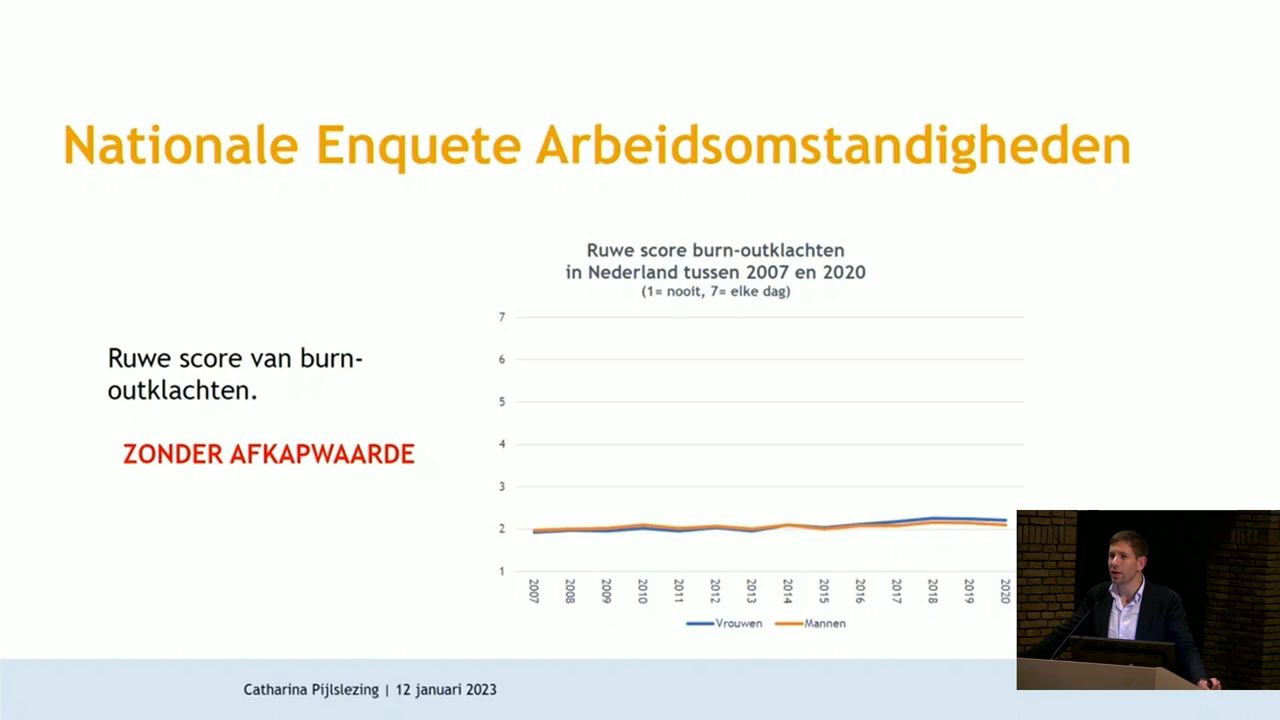 Nationale Enquete Arbeidsomstandigheden
Ruwe score burn-outklachten
in Nederland tussen 2007 en 2020
(1= nooit, 7= elke dag)
Ruwe score van burn-
outklachten.
ZONDER AFKAPWAARDE
7
6
5
4
3
2
1
2007 2008 2009 2010 2011 2012 2013 2014 2015 2016 2017 2018 2019 2020
Vrouwen Mannen
Catharina Pijlslezing | 12 januari 2023